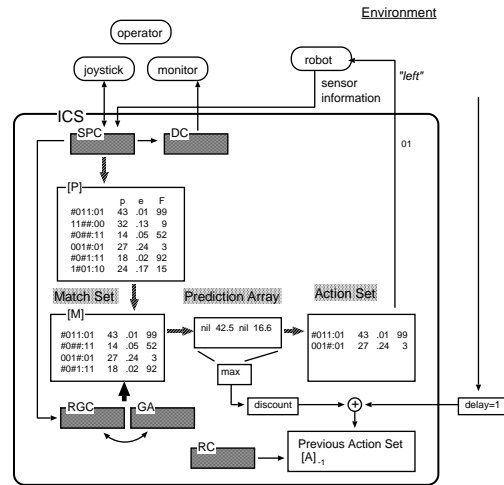 Environment
operator
joystick
monitor
robot
"left"
sensor
information
ICS
SPC
DC
01
[P]
p e F
#011:01 43 .01 99
11##:00 32 .13 9
#0##:11 14 .05 52
001#:01 27 .24 3
#0#1:11 18 .02 92
1#01:10 24 .17 15
Match Set
Prediction Array
Action Set
[M]
#011:01 43 .01 99
#0##:11 14 .05 52
001#:01 27 .24 3
#0#1:11 18 .02 92
nil 42.5 nil 16.6
#011:01 43 .01 99
001#:01 27 .24 3
max
RGC
GA
discount
+
delay=1
RC
Previous Action Set
[A] -1